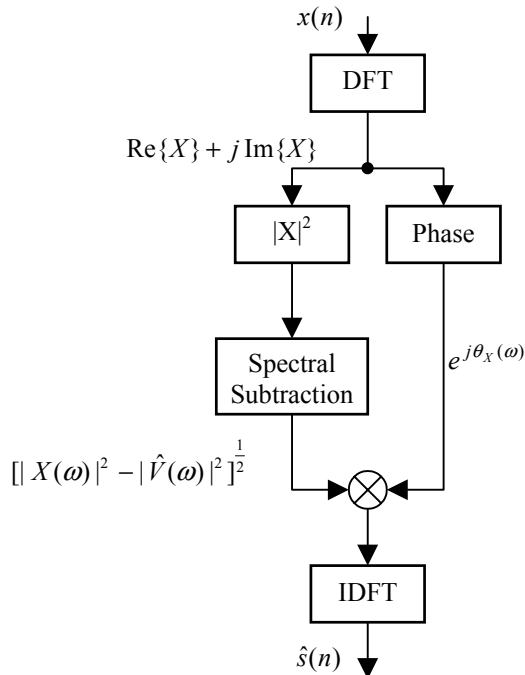 x(n)
DFT
Re{X} + j Im{X}
|X|²
Phase
Spectral
Subtraction
e^{jθ_X(ω)}
[| X(ω) |² − | V̂(ω) |²]^{1/2}
IDFT
ŝ(n)